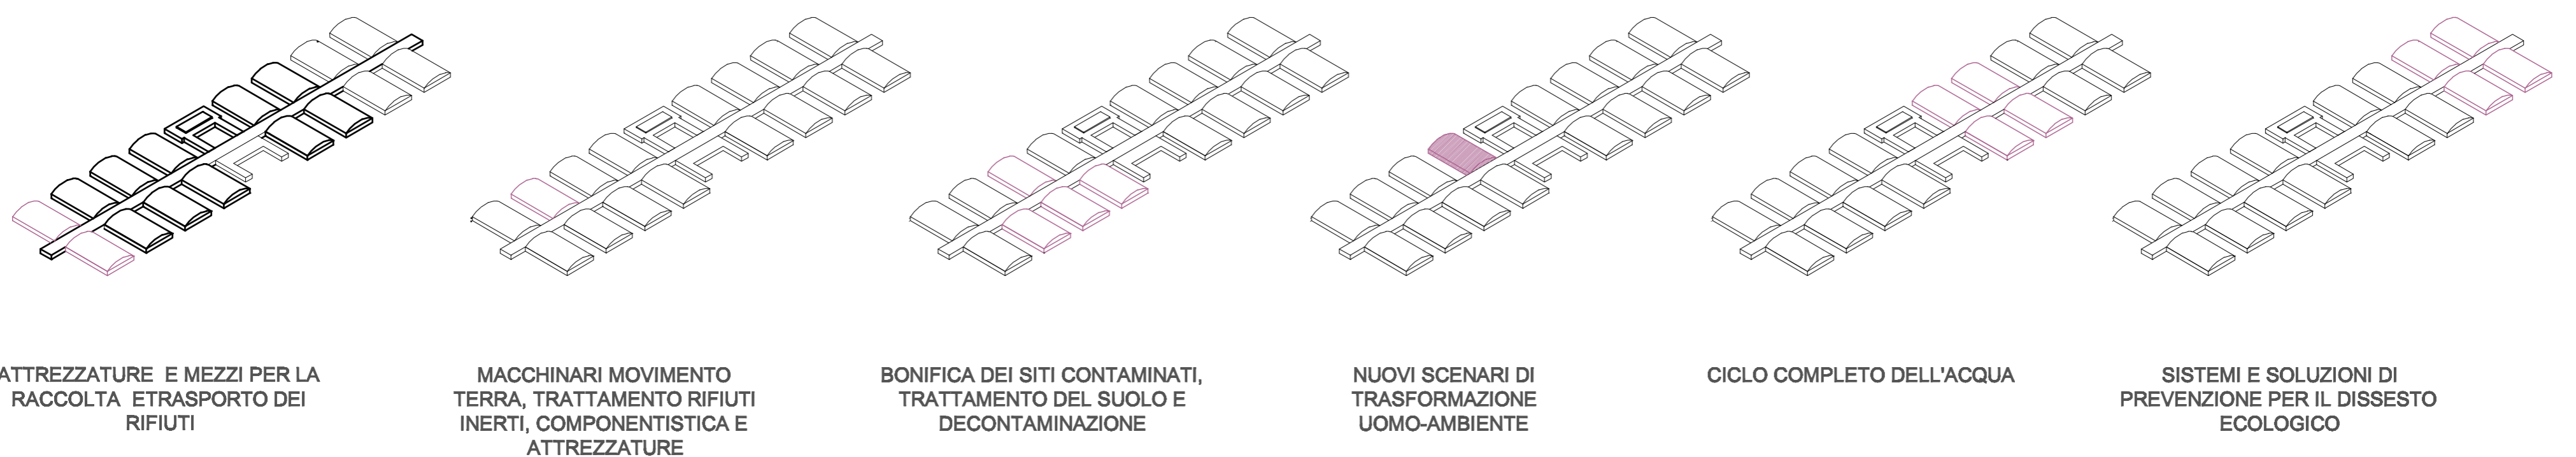 ATTREZZATURE E MEZZI PER LA
RACCOLTA ETRASPORTO DEI
RIFIUTI
MACCHINARI MOVIMENTO
TERRA, TRATTAMENTO RIFIUTI
INERTI, COMPONENTISTICA E
ATTREZZATURE
BONIFICA DEI SITI CONTAMINATI,
TRATTAMENTO DEL SUOLO E
DECONTAMINAZIONE
NUOVI SCENARI DI
TRASFORMAZIONE
UOMO-AMBIENTE
CICLO COMPLETO DELL'ACQUA
SISTEMI E SOLUZIONI DI
PREVENZIONE PER IL DISSESTO
ECOLOGICO